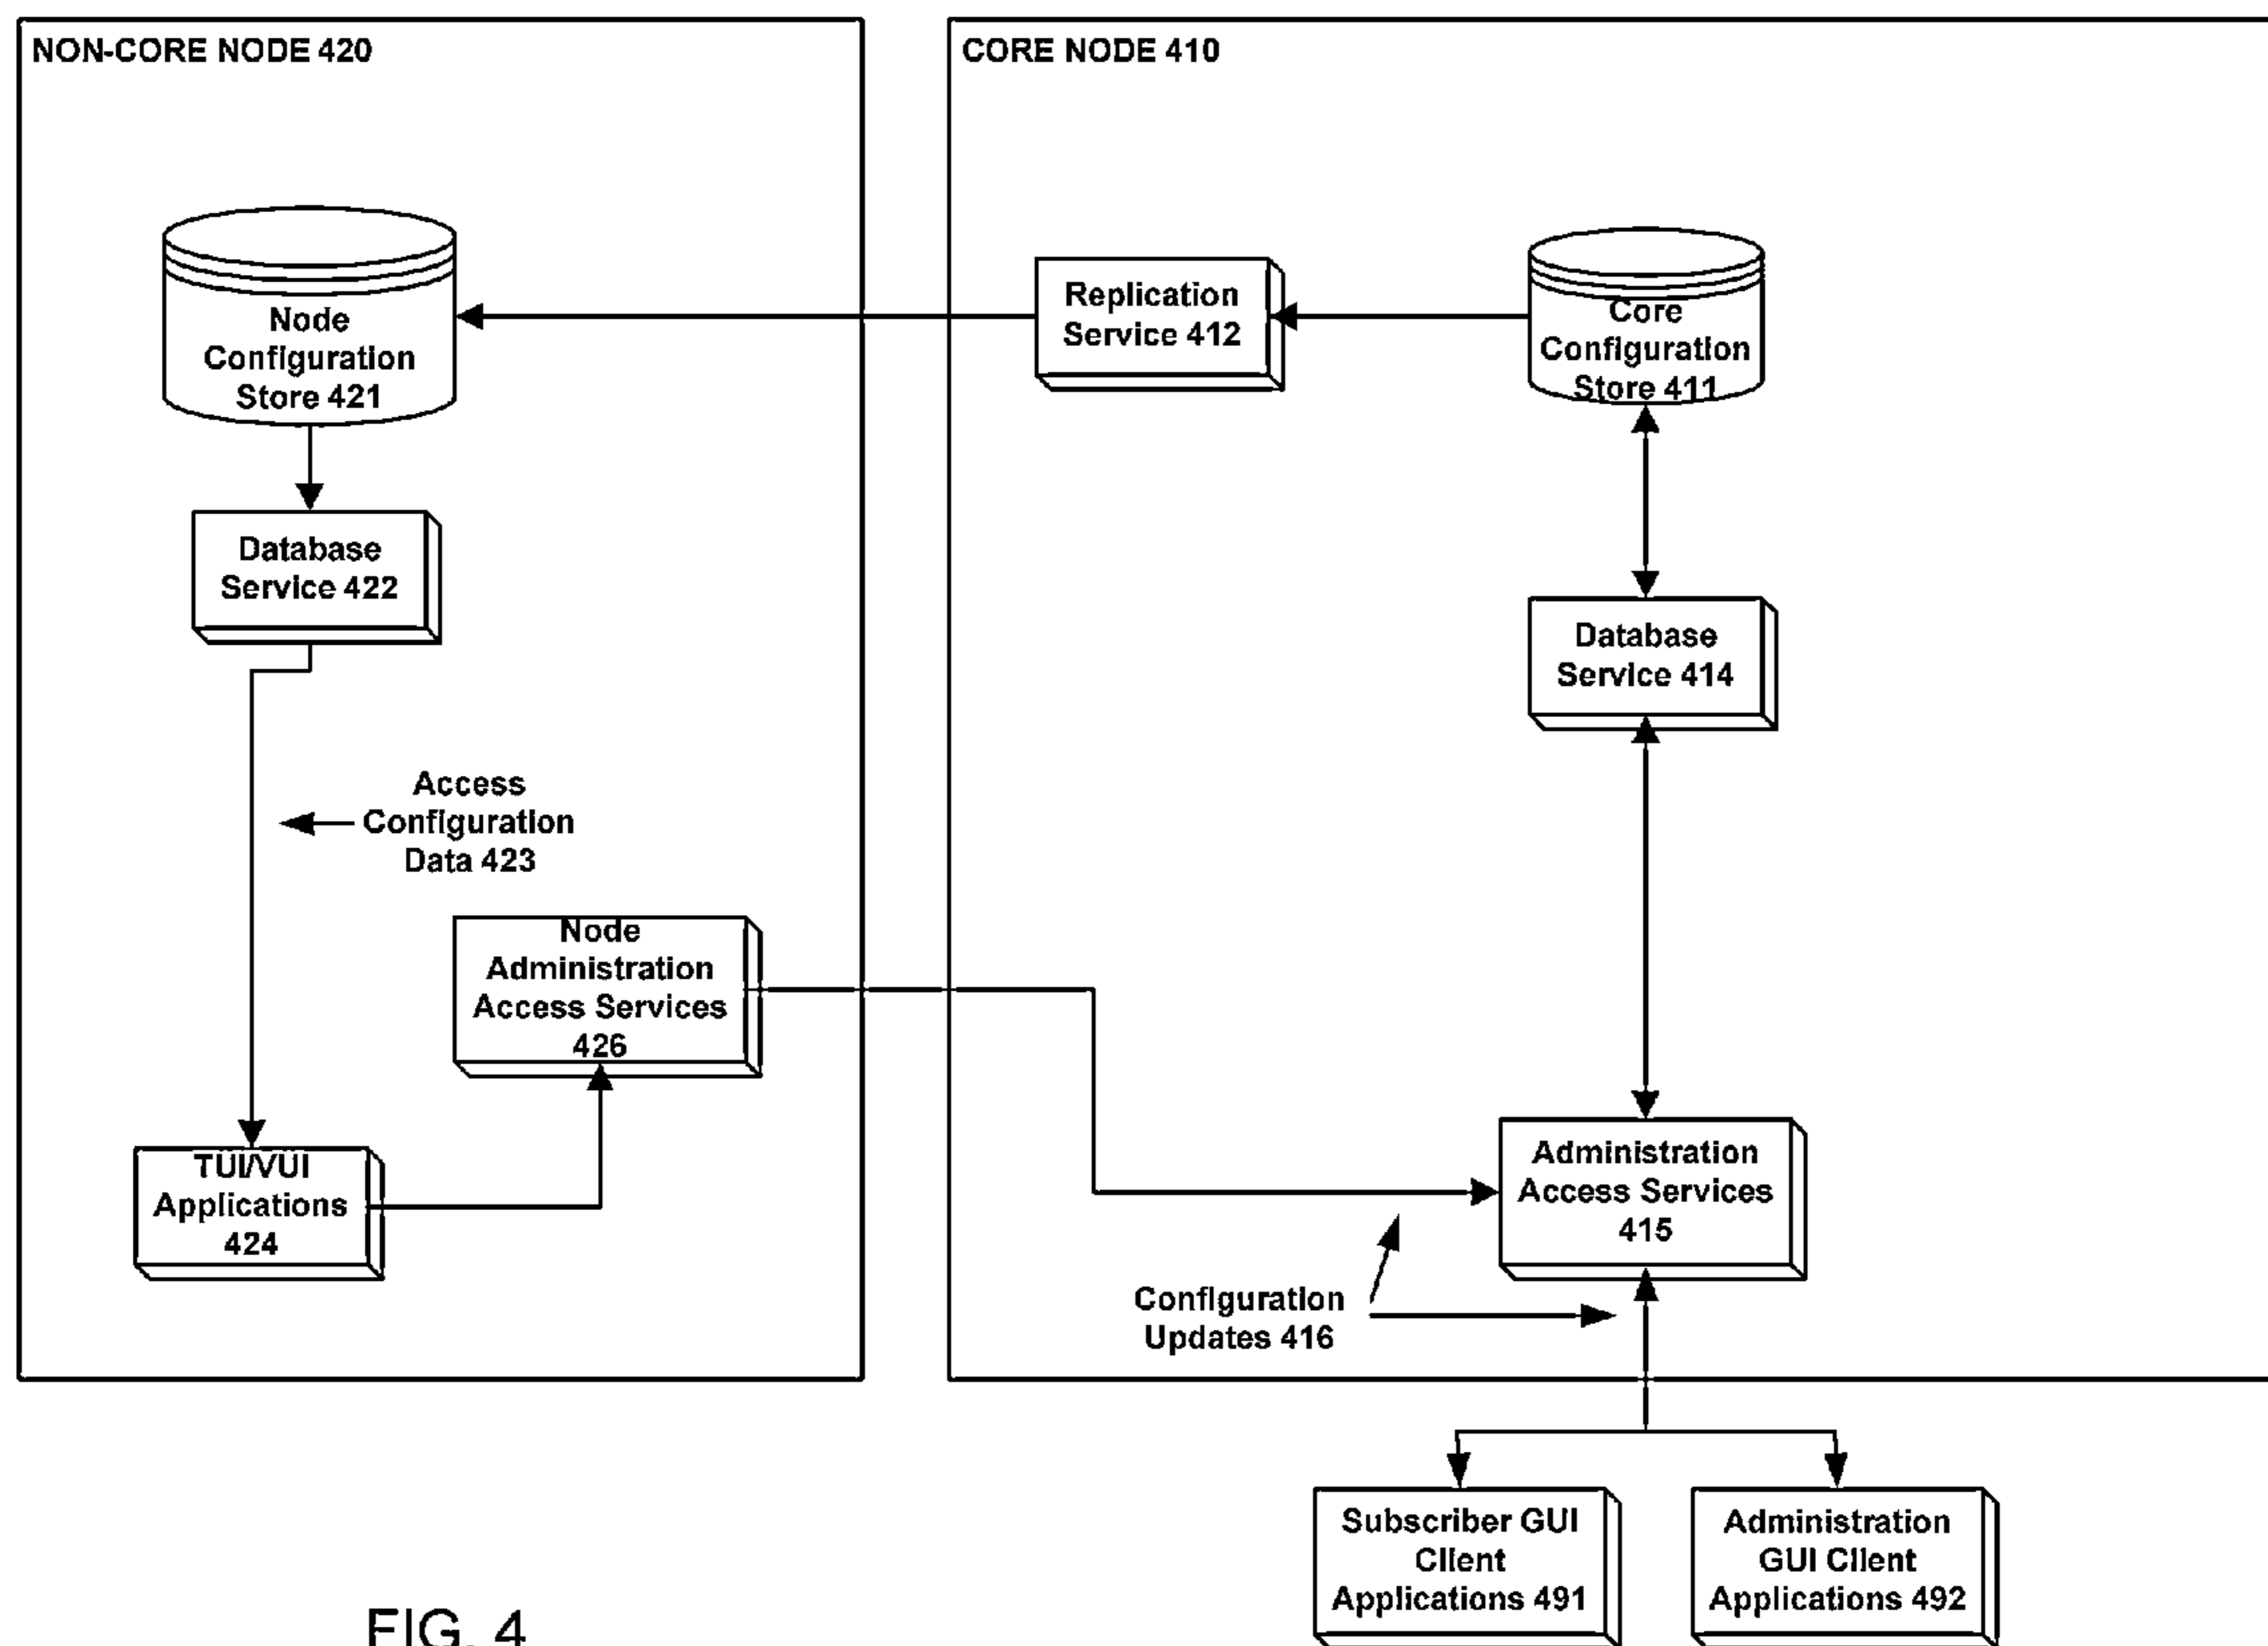 NON-CORE NODE 420
CORE NODE 410
Node
Configuration
Store 421
Replication
Service 412
Core
Configuration
Store 411
Database
Service 422
Database
Service 414
Access
Configuration
Data 423
Node
Administration
Access Services
426
TUI/VUI
Applications
424
Administration
Access Services
415
Configuration
Updates 416
Subscriber GUI
Client
Applications 491
Administration
GUI Client
Applications 492
FIG. 4